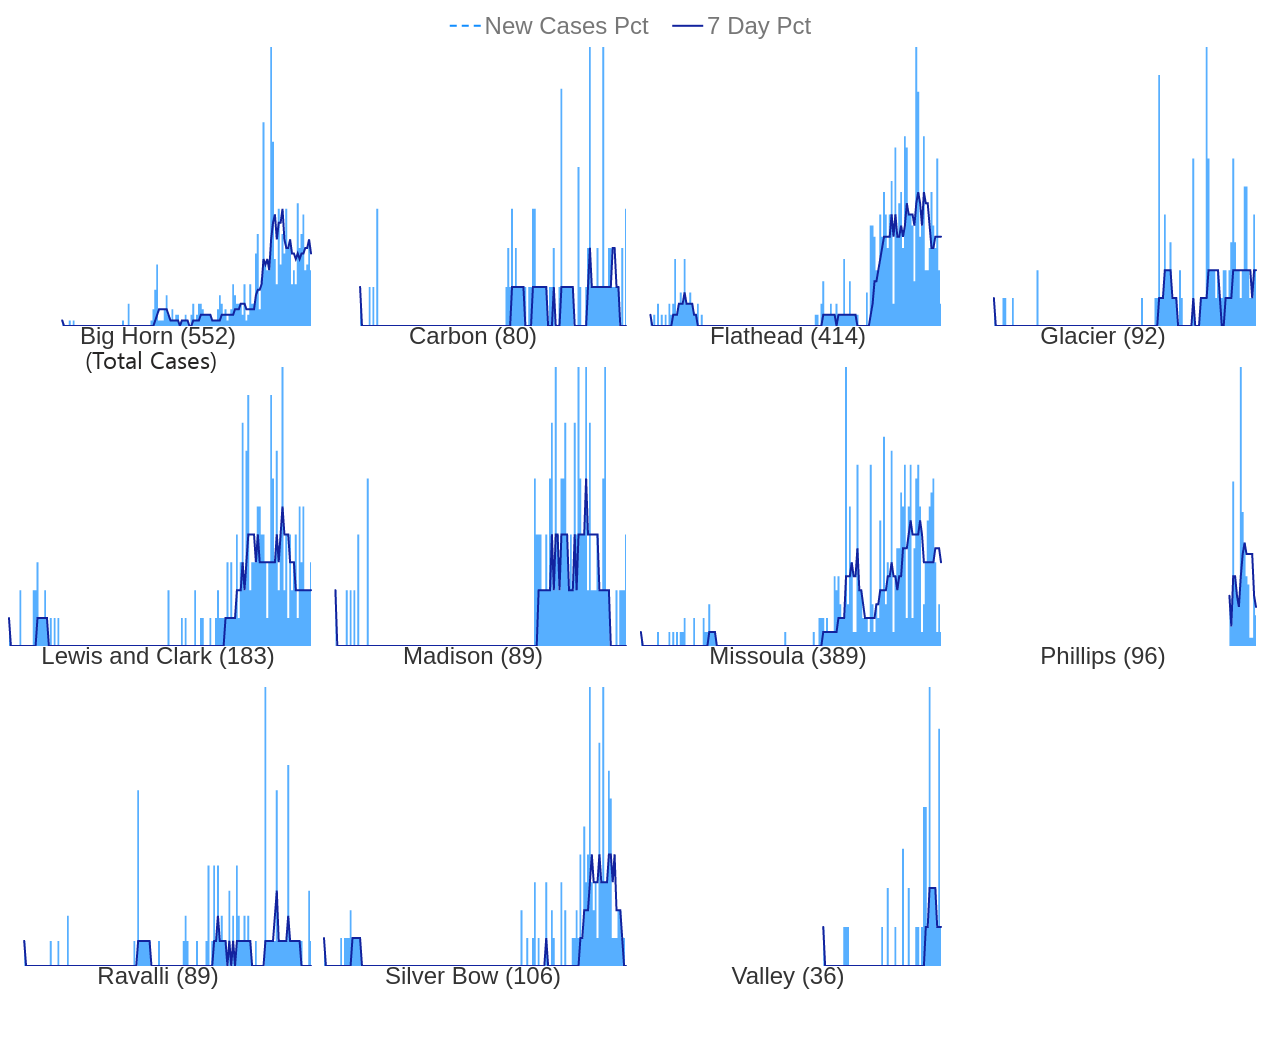 New Cases Pct 7 Day Pct
Big Horn (552) Carbon (80) Flathead (414) Glacier (92)
(Total Cases)
Lewis and Clark (183) Madison (89) Missoula (389) Phillips (96)
Ravalli (89) Silver Bow (106) Valley (36)